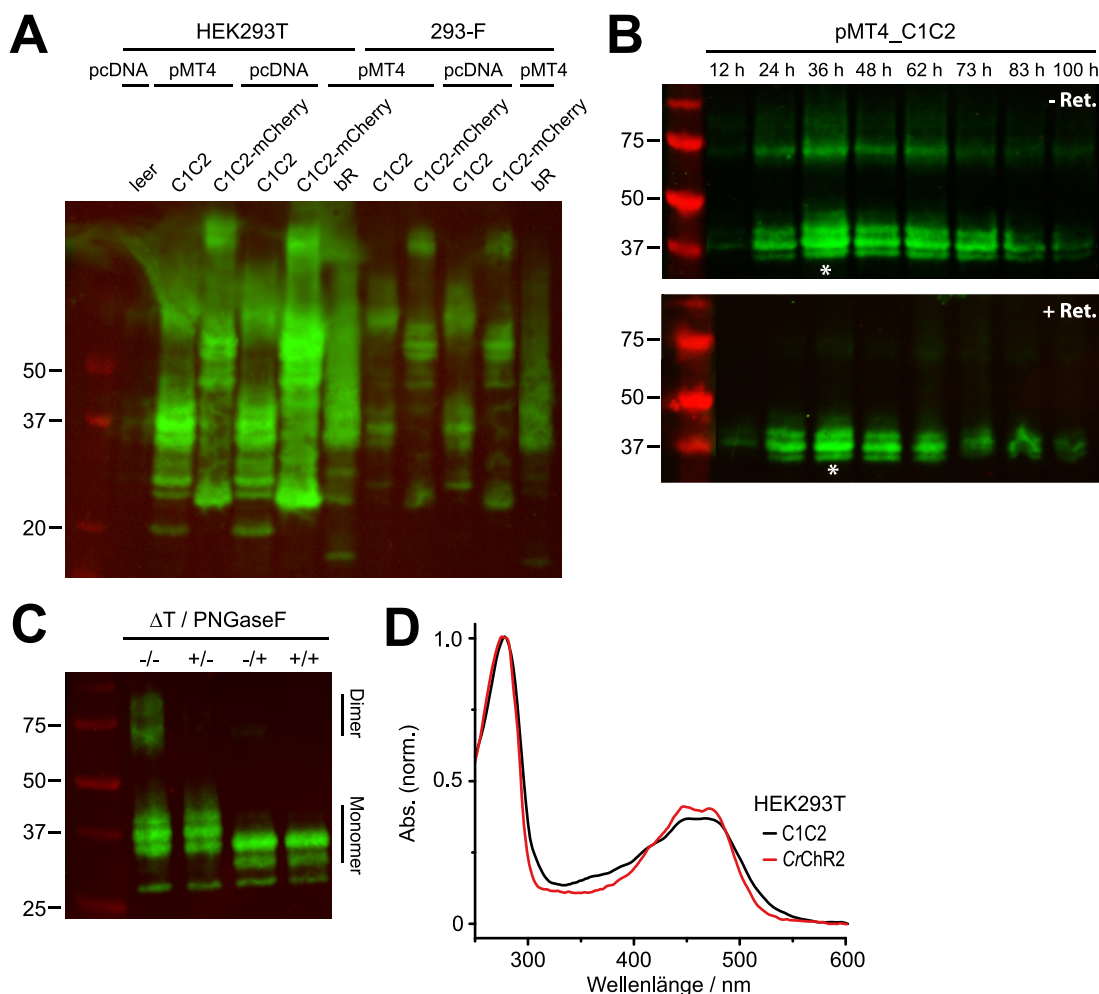 A
HEK293T 293-F
pcDNA pMT4 pcDNA pMT4 pcDNA pMT4
leer C1C2 C1C2-mCherry C1C2 C1C2-mCherry bR C1C2 C1C2-mCherry C1C2 C1C2-mCherry bR
50
37
20
B
pMT4_C1C2
12 h 24 h 36 h 48 h 62 h 73 h 83 h 100 h
- Ret.
75
50
37
*
+ Ret.
75
50
37
*
C
ΔT / PNGaseF
-/- +/- -/+ +/+
75
50
37
25
Dimer
Monomer
D
Abs. (norm.)
1.0
0.5
0
HEK293T
C1C2
CrChR2
300 400 500 600
Wellenlänge / nm